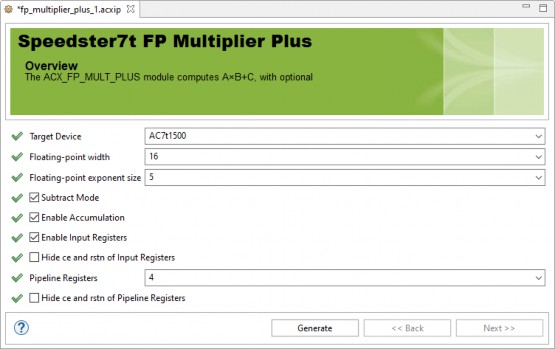 *fp_multiplier_plus_1.acxip
Speedster7t FP Multiplier Plus
Overview
The ACX_FP_MULT_PLUS module computes A×B+C, with optional
Target Device AC7t1500
Floating-point width 16
Floating-point exponent size 5
Subtract Mode
Enable Accumulation
Enable Input Registers
Hide ce and rstn of Input Registers
Pipeline Registers 4
Hide ce and rstn of Pipeline Registers
? Generate << Back Next >>